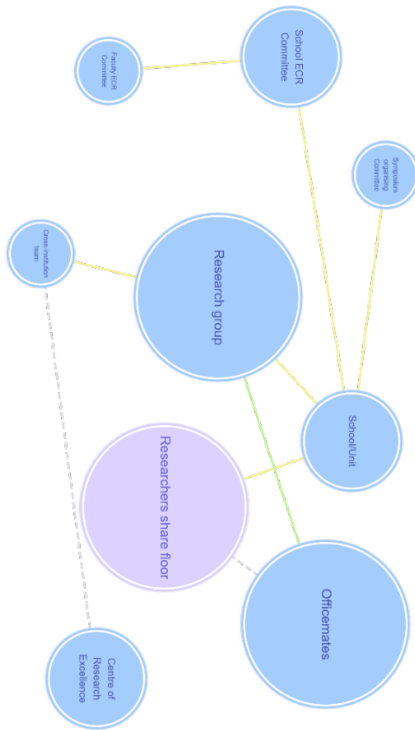 School ECR
Committee
Faculty ECR
Committee
Symposium
organising
Committee
Research group
Cross-institution
team
School/Unit
Researchers share floor
Officemates
Centre of
Research
Excellence